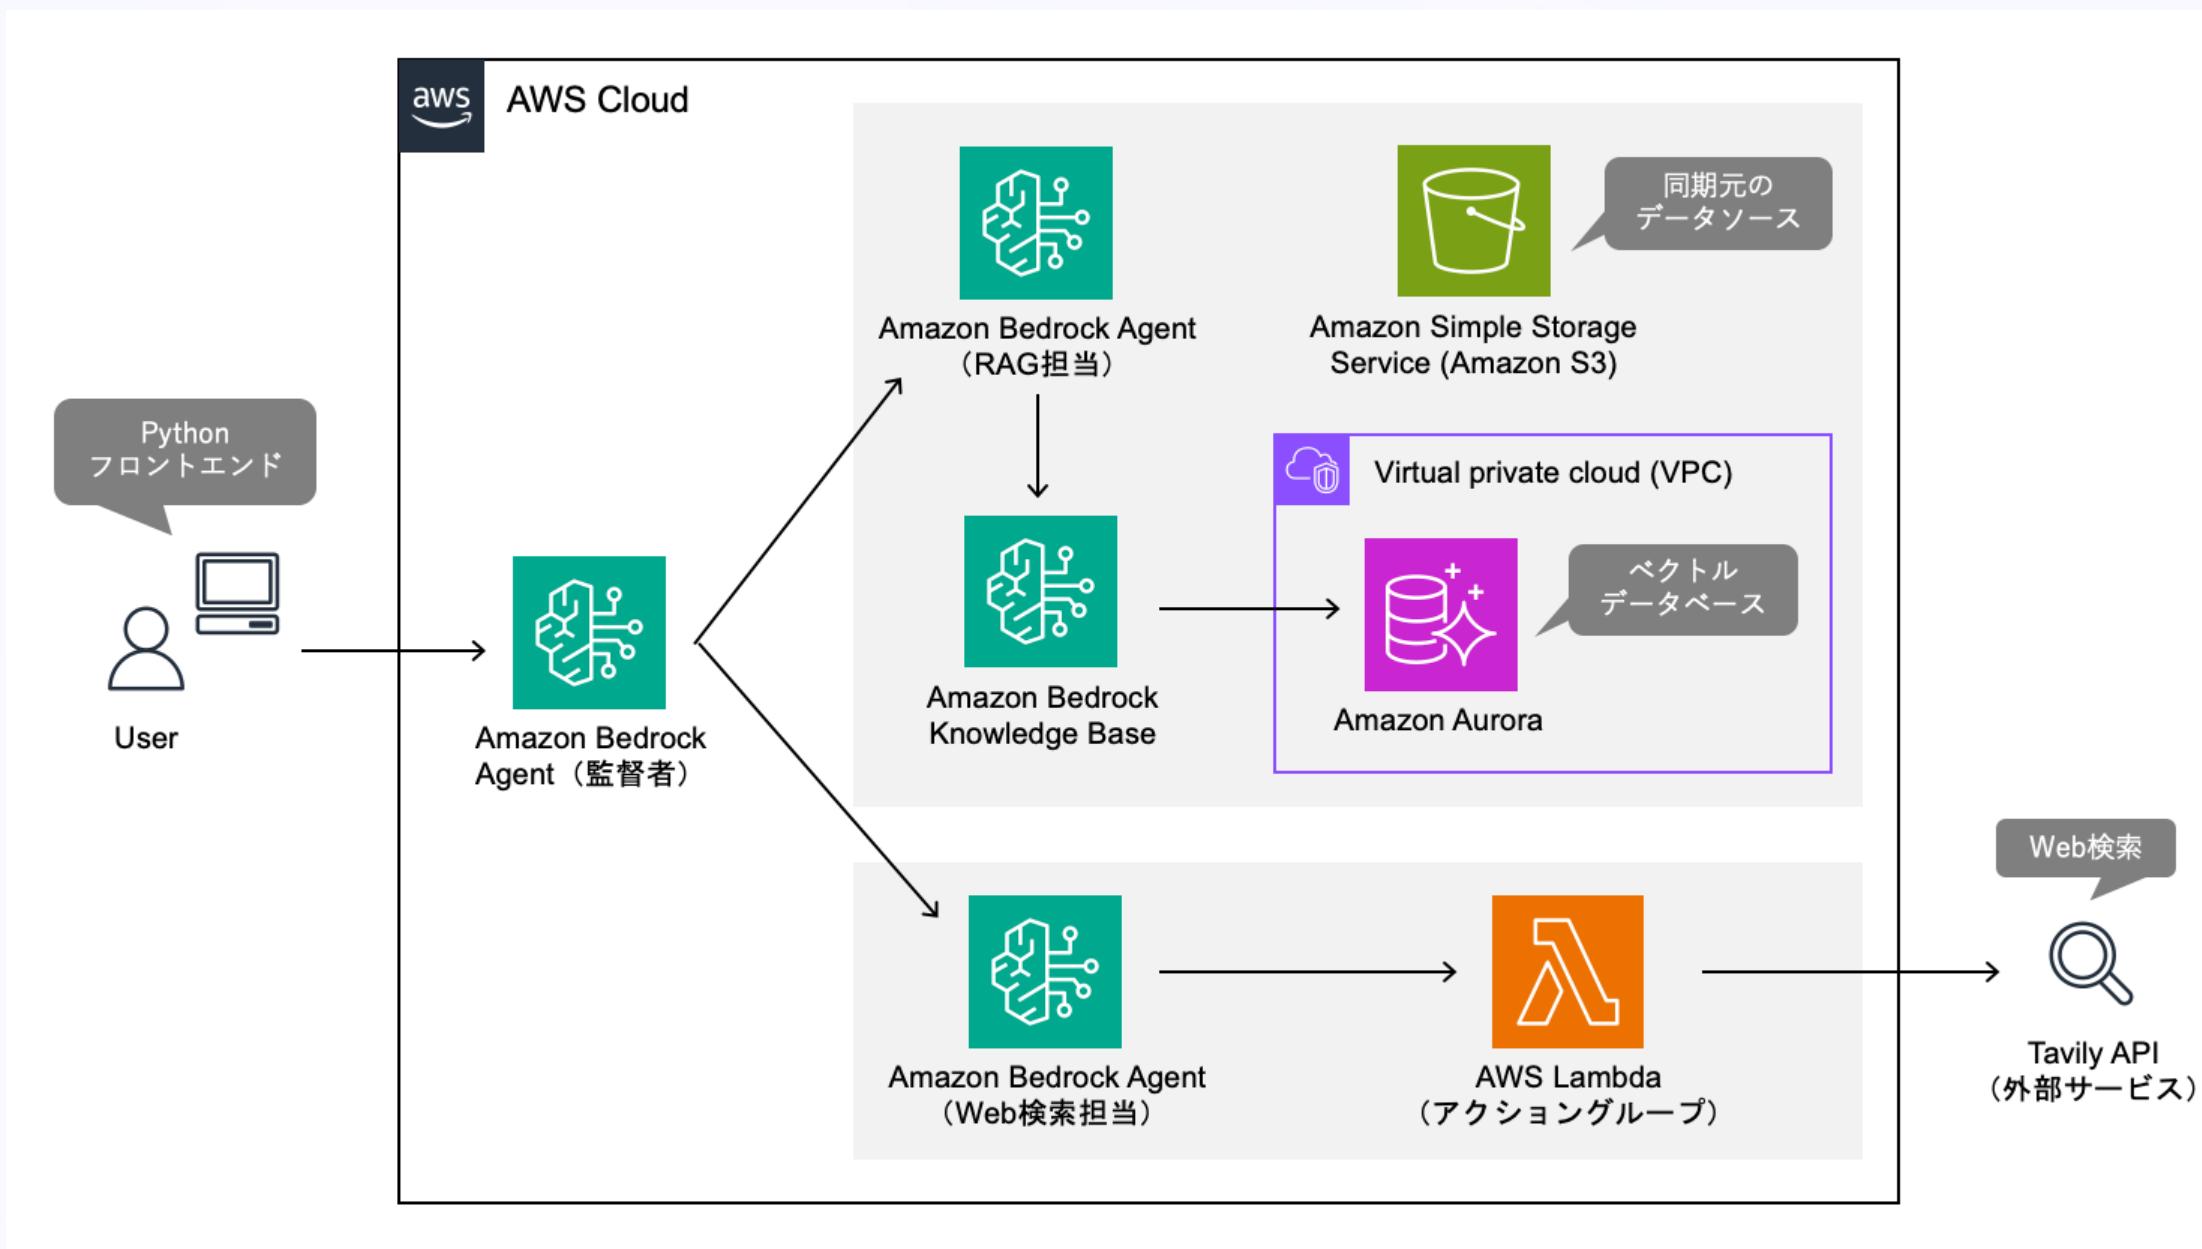 aws
AWS Cloud
Amazon Bedrock Agent
（RAG担当）
Amazon Simple Storage
Service (Amazon S3)
同期元の
データソース
Python
フロントエンド
User
Amazon Bedrock
Agent（監督者）
Amazon Bedrock
Knowledge Base
Virtual private cloud (VPC)
ベクトル
データベース
Amazon Aurora
Amazon Bedrock Agent
（Web検索担当）
AWS Lambda
（アクショングループ）
Web検索
Tavily API
（外部サービス）